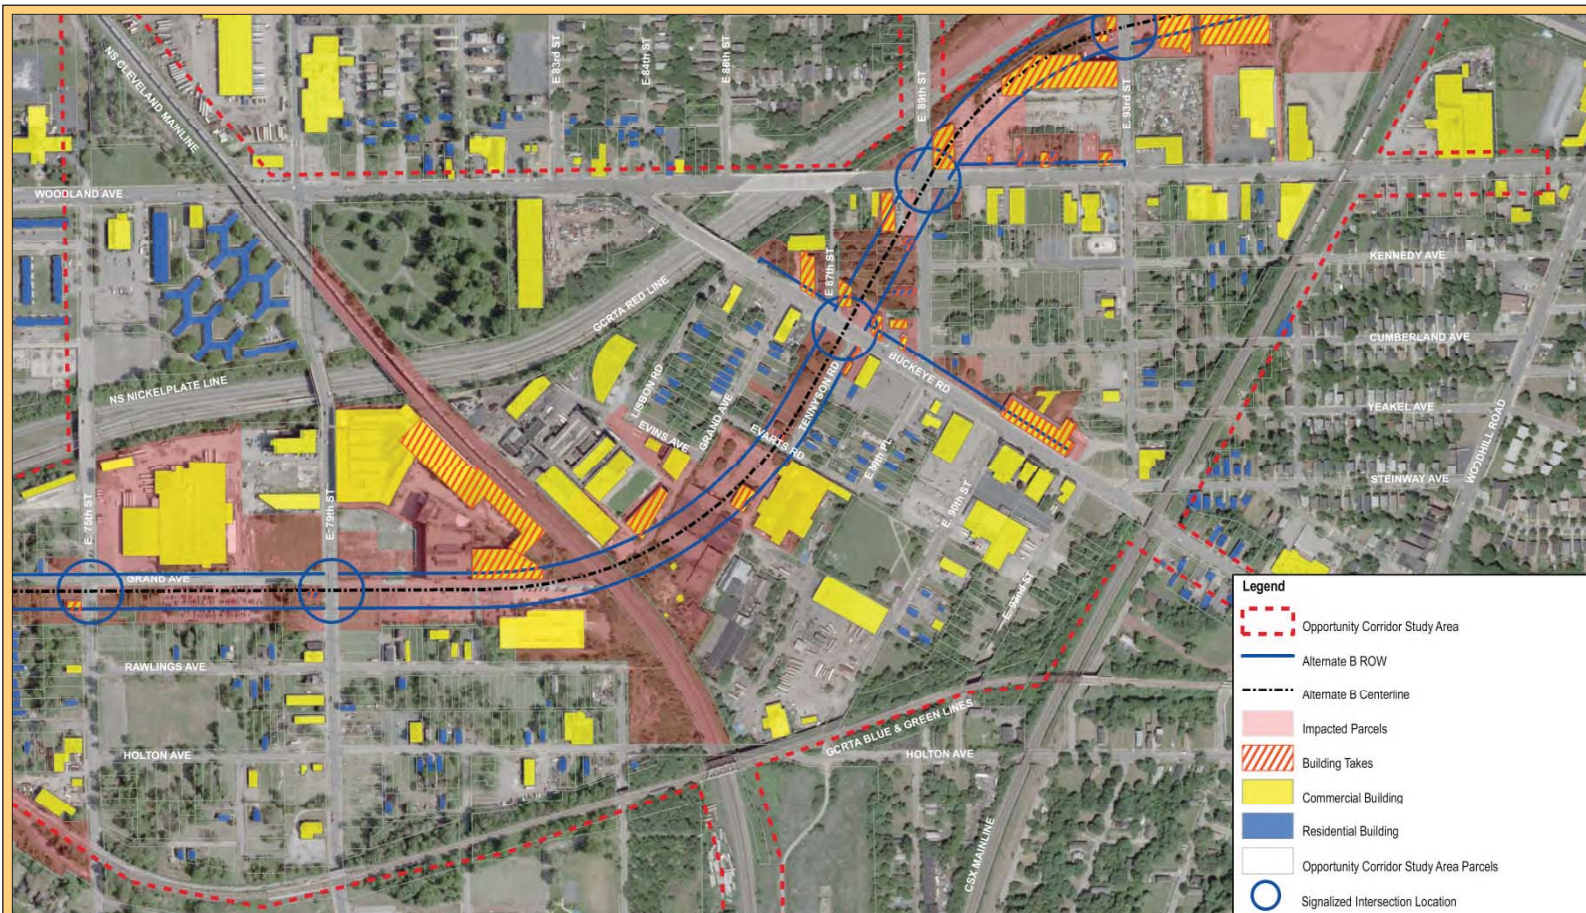 NS CLEVELAND MAINLINE
E. 83rd ST
E. 84th ST
E. 86th ST
E. 89th ST
E. 93rd ST
WOODLAND AVE
E. 87th ST
KENNEDY AVE
GCRTA RED LINE
CUMBERLAND AVE
BUCKEYE RD
NS NICKELPLATE LINE
LISBON RD
TENNYSON RD
YEAKEL AVE
GRAND AVE
EVINS AVE
EVARTS RD
WOODHILL ROAD
STEINWAY AVE
E. 75th ST
E. 79th ST
E. 90th ST
GRAND AVE
E. 92nd ST
RAWLINGS AVE
GCRTA BLUE & GREEN LINES
HOLTON AVE
HOLTON AVE
CSX MAINLINE
Legend
Opportunity Corridor Study Area
Alternate B ROW
Alternate B Centerline
Impacted Parcels
Building Takes
Commercial Building
Residential Building
Opportunity Corridor Study Area Parcels
Signalized Intersection Location